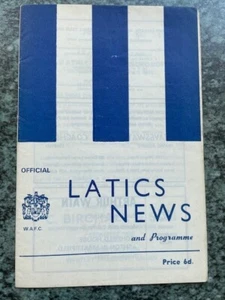 OFFICIAL
W.A.F.C.
LATICS
NEWS
and Programme
Price 6d.